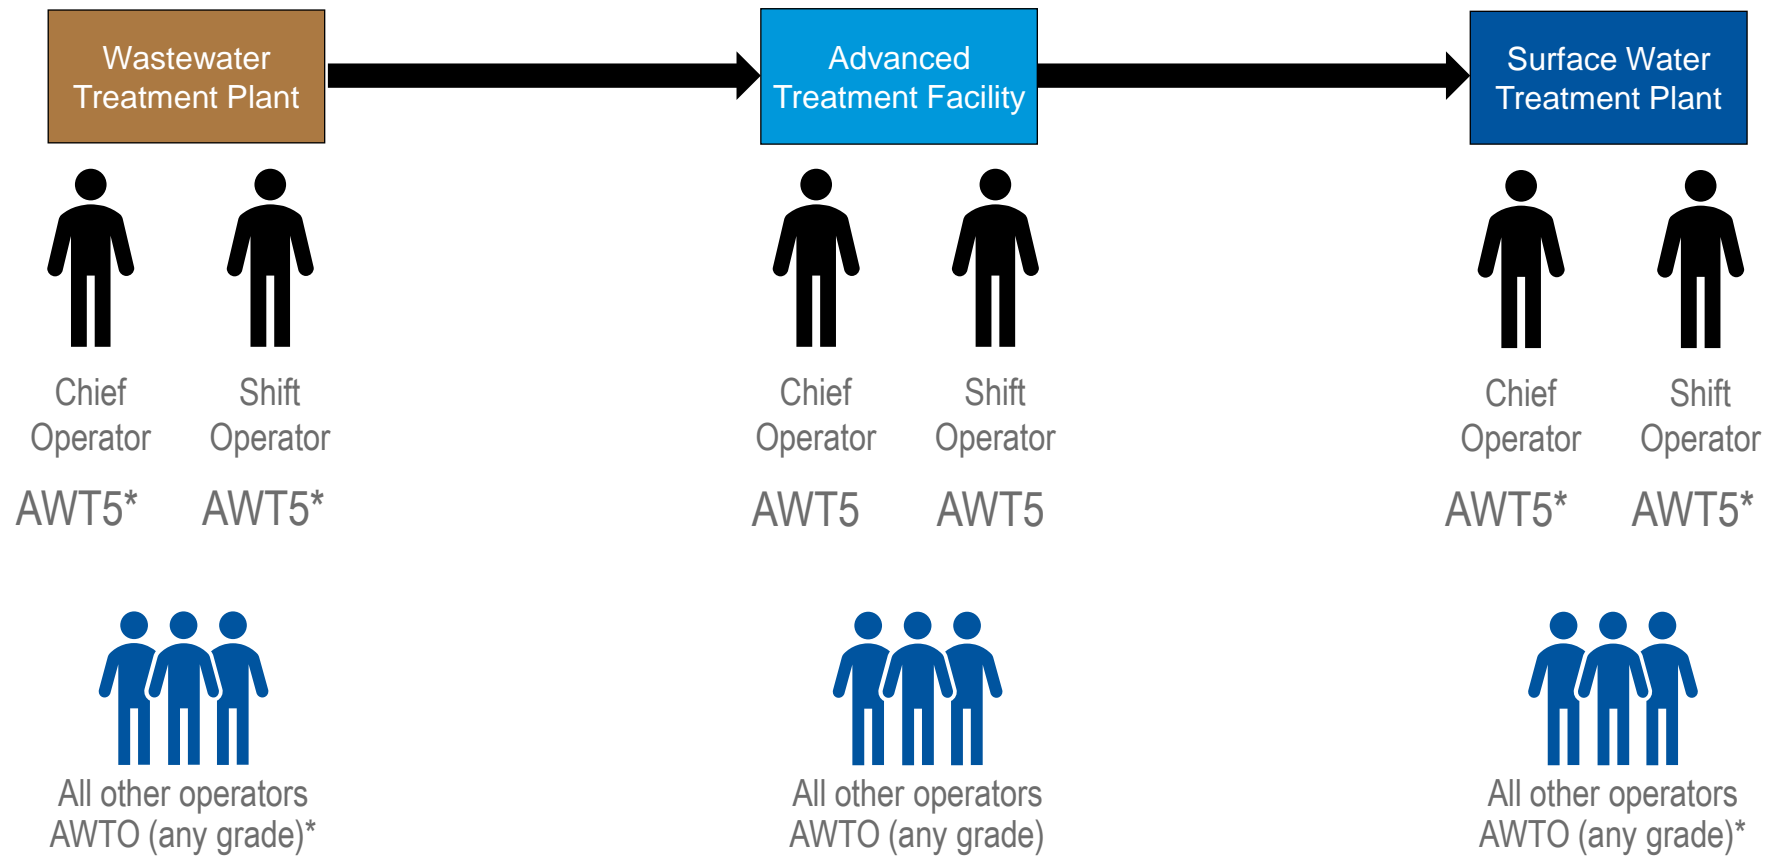 Wastewater
Treatment Plant
Advanced
Treatment Facility
Surface Water
Treatment Plant
Chief
Operator
Shift
Operator
Chief
Operator
Shift
Operator
Chief
Operator
Shift
Operator
AWT5*
AWT5*
AWT5
AWT5
AWT5*
AWT5*
All other operators
AWTO (any grade)*
All other operators
AWTO (any grade)
All other operators
AWTO (any grade)*